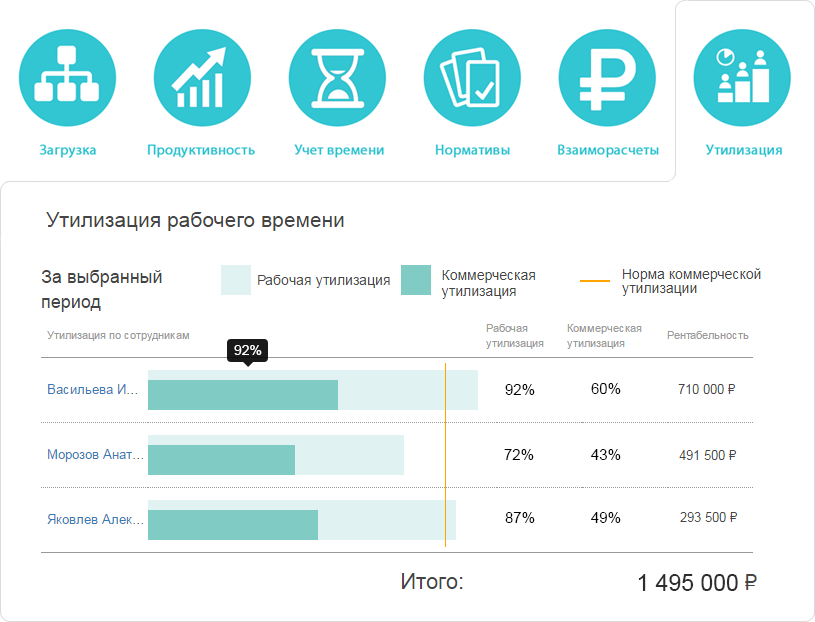 Загрузка
Продуктивность
Учет времени
Нормативы
Взаиморасчеты
Утилизация
Утилизация рабочего времени
За выбранный
период
Рабочая утилизация
Коммерческая
утилизация
Норма коммерческой
утилизации
Утилизация по сотрудникам
Рабочая
утилизация
Коммерческая
утилизация
Рентабельность
92%
Васильева И... 92% 60% 710 000 ₽
Морозов Анат... 72% 43% 491 500 ₽
Яковлев Алек... 87% 49% 293 500 ₽
Итого: 1 495 000 ₽